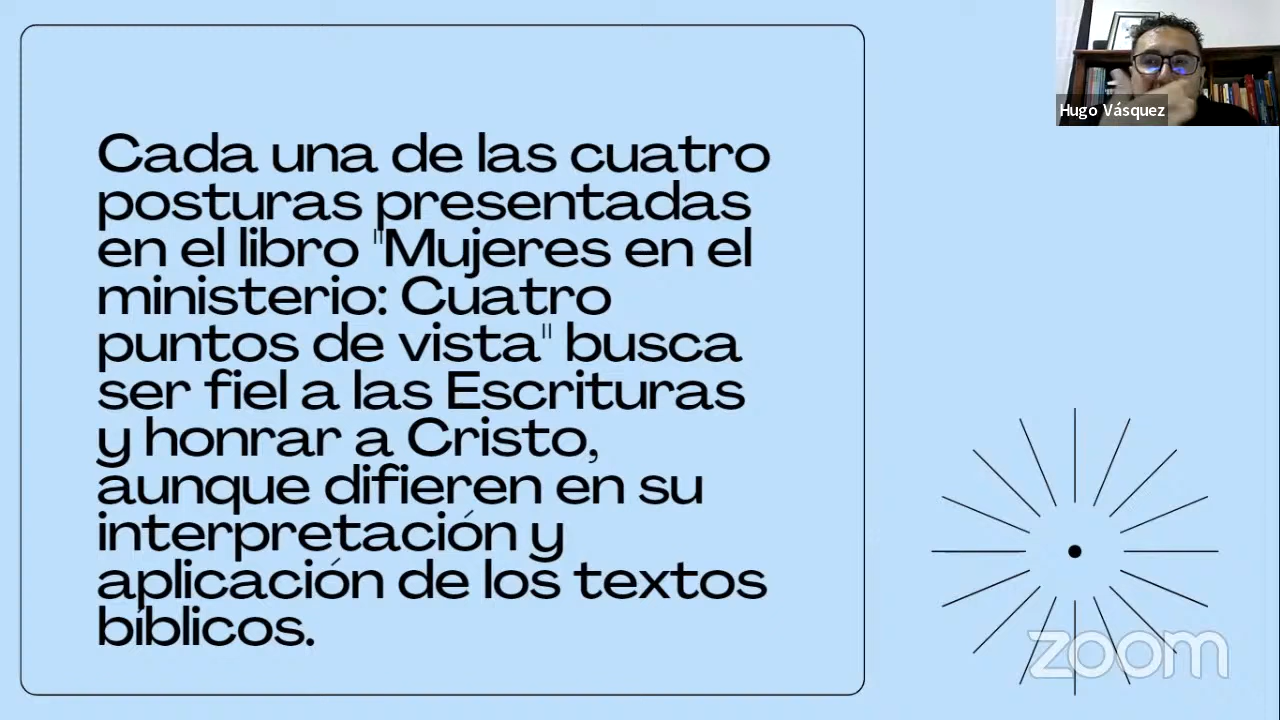 Cada una de las cuatro
posturas presentadas
en el libro "Mujeres en el
ministerio: Cuatro
puntos de vista" busca
ser fiel a las Escrituras
y honrar a Cristo,
aunque difieren en su
interpretación y
aplicación de los textos
bíblicos.
Hugo Vásquez
zoom